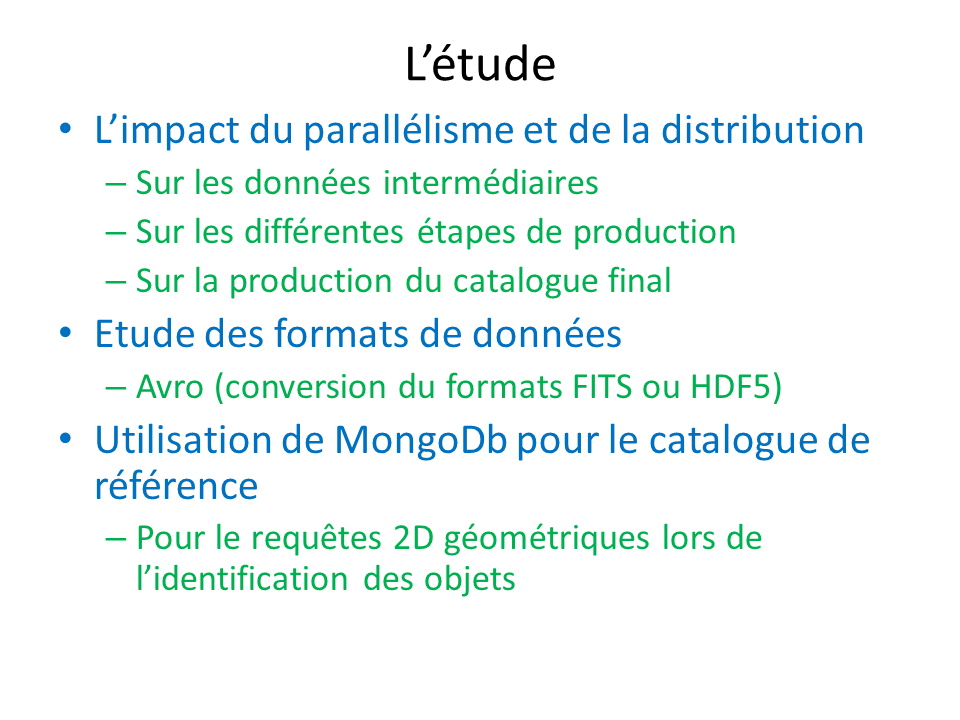 L’étude
• L’impact du parallélisme et de la distribution
– Sur les données intermédiaires
– Sur les différentes étapes de production
– Sur la production du catalogue final
• Etude des formats de données
– Avro (conversion du formats FITS ou HDF5)
• Utilisation de MongoDb pour le catalogue de
référence
– Pour le requêtes 2D géométriques lors de
l’identification des objets